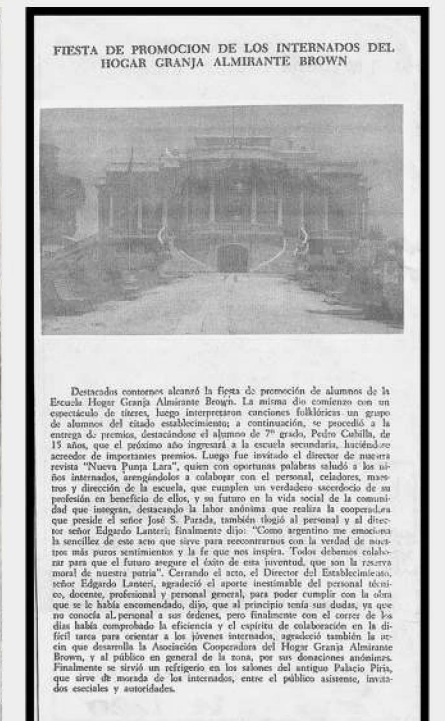 FIESTA DE PROMOCION DE LOS INTERNADOS DEL
HOGAR GRANJA ALMIRANTE BROWN
Destacados contornos alcanzó la fiesta de promoción de alumnos de la
Escuela Hogar Granja Almirante Brown. La misma dio comienzo con un
espectáculo de títeres, luego interpretaron canciones folklóricas un grupo
de alumnos del citado establecimiento; a continuación, se procedió a la
entrega de premios, destacándose el alumno de 7° grado, Pedro Cubilla, de
15 años, que el próximo año ingresará a la escuela secundaria, haciéndose
acreedor de importantes premios. Luego fue invitado el director de nuestra
revista "Nueva Punta Lara", quien con oportunas palabras saludó a los ni-
ños internados, arengándolos a colaborar con el personal, celadores, maes-
tros y dirección de la escuela, que cumplen un verdadero sacerdocio de su
profesión en beneficio de ellos, y su futuro en la vida social de la comuni-
dad que integran, destacando la labor anónima que realiza la cooperadora
que preside el señor José S. Parada, también elogió al personal y al direc-
tor señor Edgardo Lanteri; finalmente dijo: "Como argentino me emociona
la sencillez de este acto que sirve para reencontrarnos con la verdad de nues-
tros más puros sentimientos y la fe que nos inspira. Todos debemos colabo-
rar para que el futuro asegure el éxito de esta juventud, que son la reserva
moral de nuestra patria". Cerrando el acto, el Director del Establecimiento,
señor Edgardo Lanteri, agradeció el aporte inestimable del personal técni-
co, docente, profesional y personal general, para poder cumplir con la obra
que se le había encomendado, dijo, que al principio tenía sus dudas, ya que
no conocía al personal a sus órdenes, pero finalmente con el correr de los
días había comprobado la eficiencia y el espíritu de colaboración en la di-
fícil tarea para orientar a los jóvenes internados, agradeció también la ac-
cin que desarrolla la Asociación Cooperadora del Hogar Granja Almirante
Brown, y al público en general de la zona, por sus donaciones anónimas.
Finalmente se sirvió un refrigerio en los salones del antiguo Palacio Piria,
que sirve de morada de los internados, entre el público asistente, invita-
dos eseciales y autoridades.